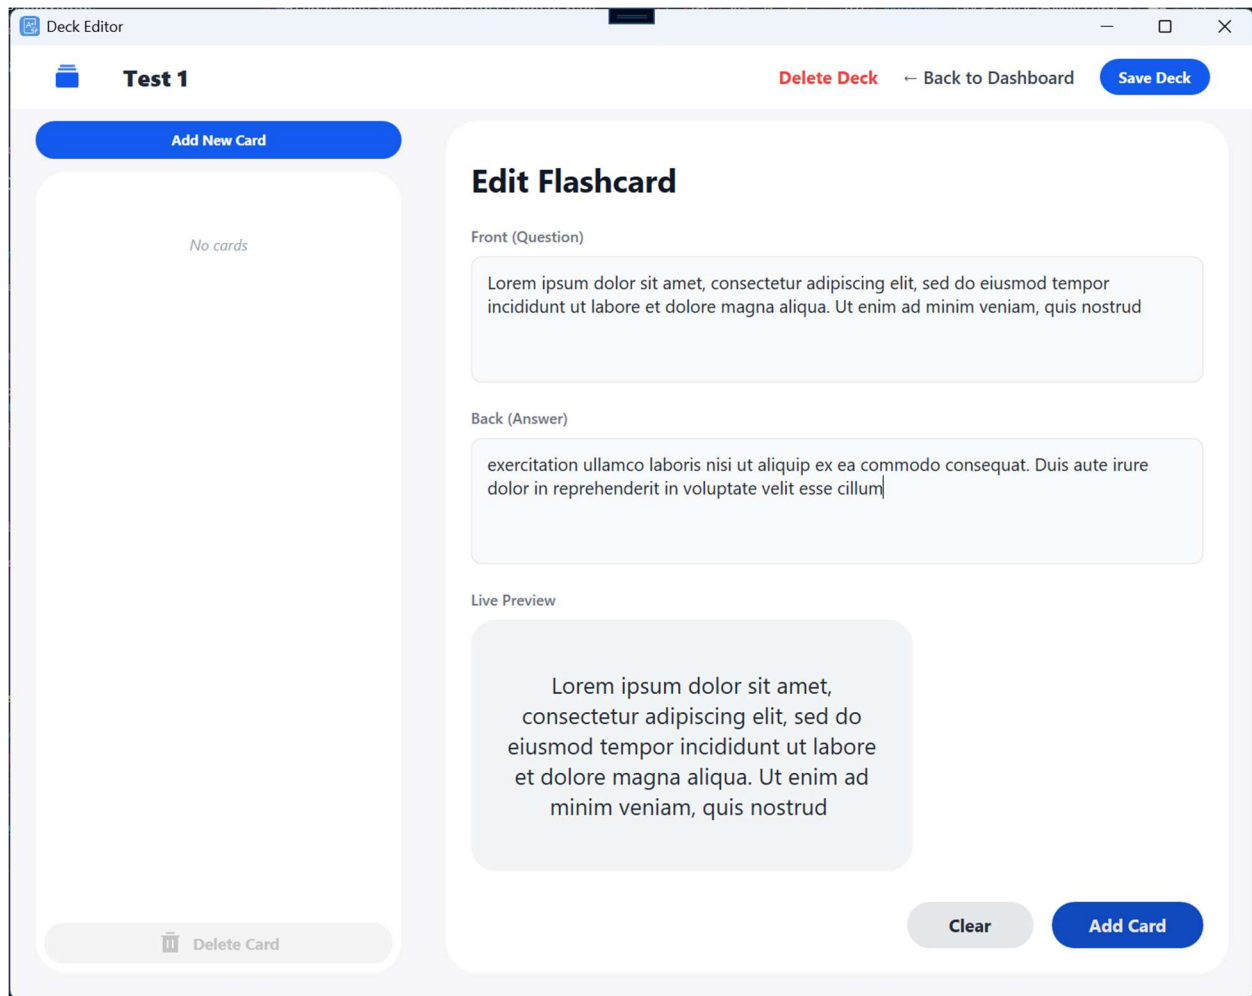 Deck Editor
Test 1
Delete Deck
← Back to Dashboard
Save Deck
Add New Card
No cards
Delete Card
Edit Flashcard
Front (Question)
Lorem ipsum dolor sit amet, consectetur adipiscing elit, sed do eiusmod tempor
incididunt ut labore et dolore magna aliqua. Ut enim ad minim veniam, quis nostrud
Back (Answer)
exercitation ullamco laboris nisi ut aliquip ex ea commodo consequat. Duis aute irure
dolor in reprehenderit in voluptate velit esse cillum
Live Preview
Lorem ipsum dolor sit amet,
consectetur adipiscing elit, sed do
eiusmod tempor incididunt ut labore
et dolore magna aliqua. Ut enim ad
minim veniam, quis nostrud
Clear
Add Card